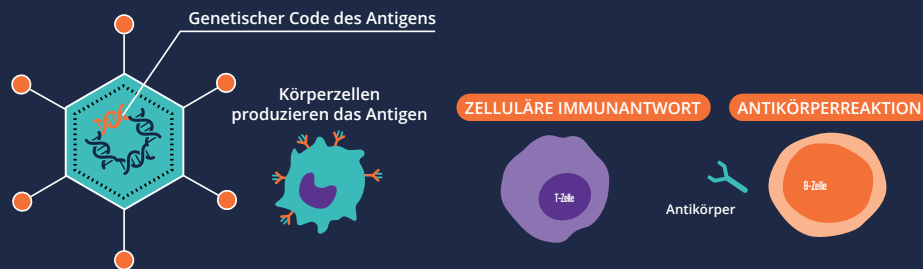 Genetischer Code des Antigens
Körperzellen
produzieren das Antigen
ZELLULÄRE IMMUNANTWORT
ANTIKÖRPERREAKTION
T-Zelle
Antikörper
B-Zelle